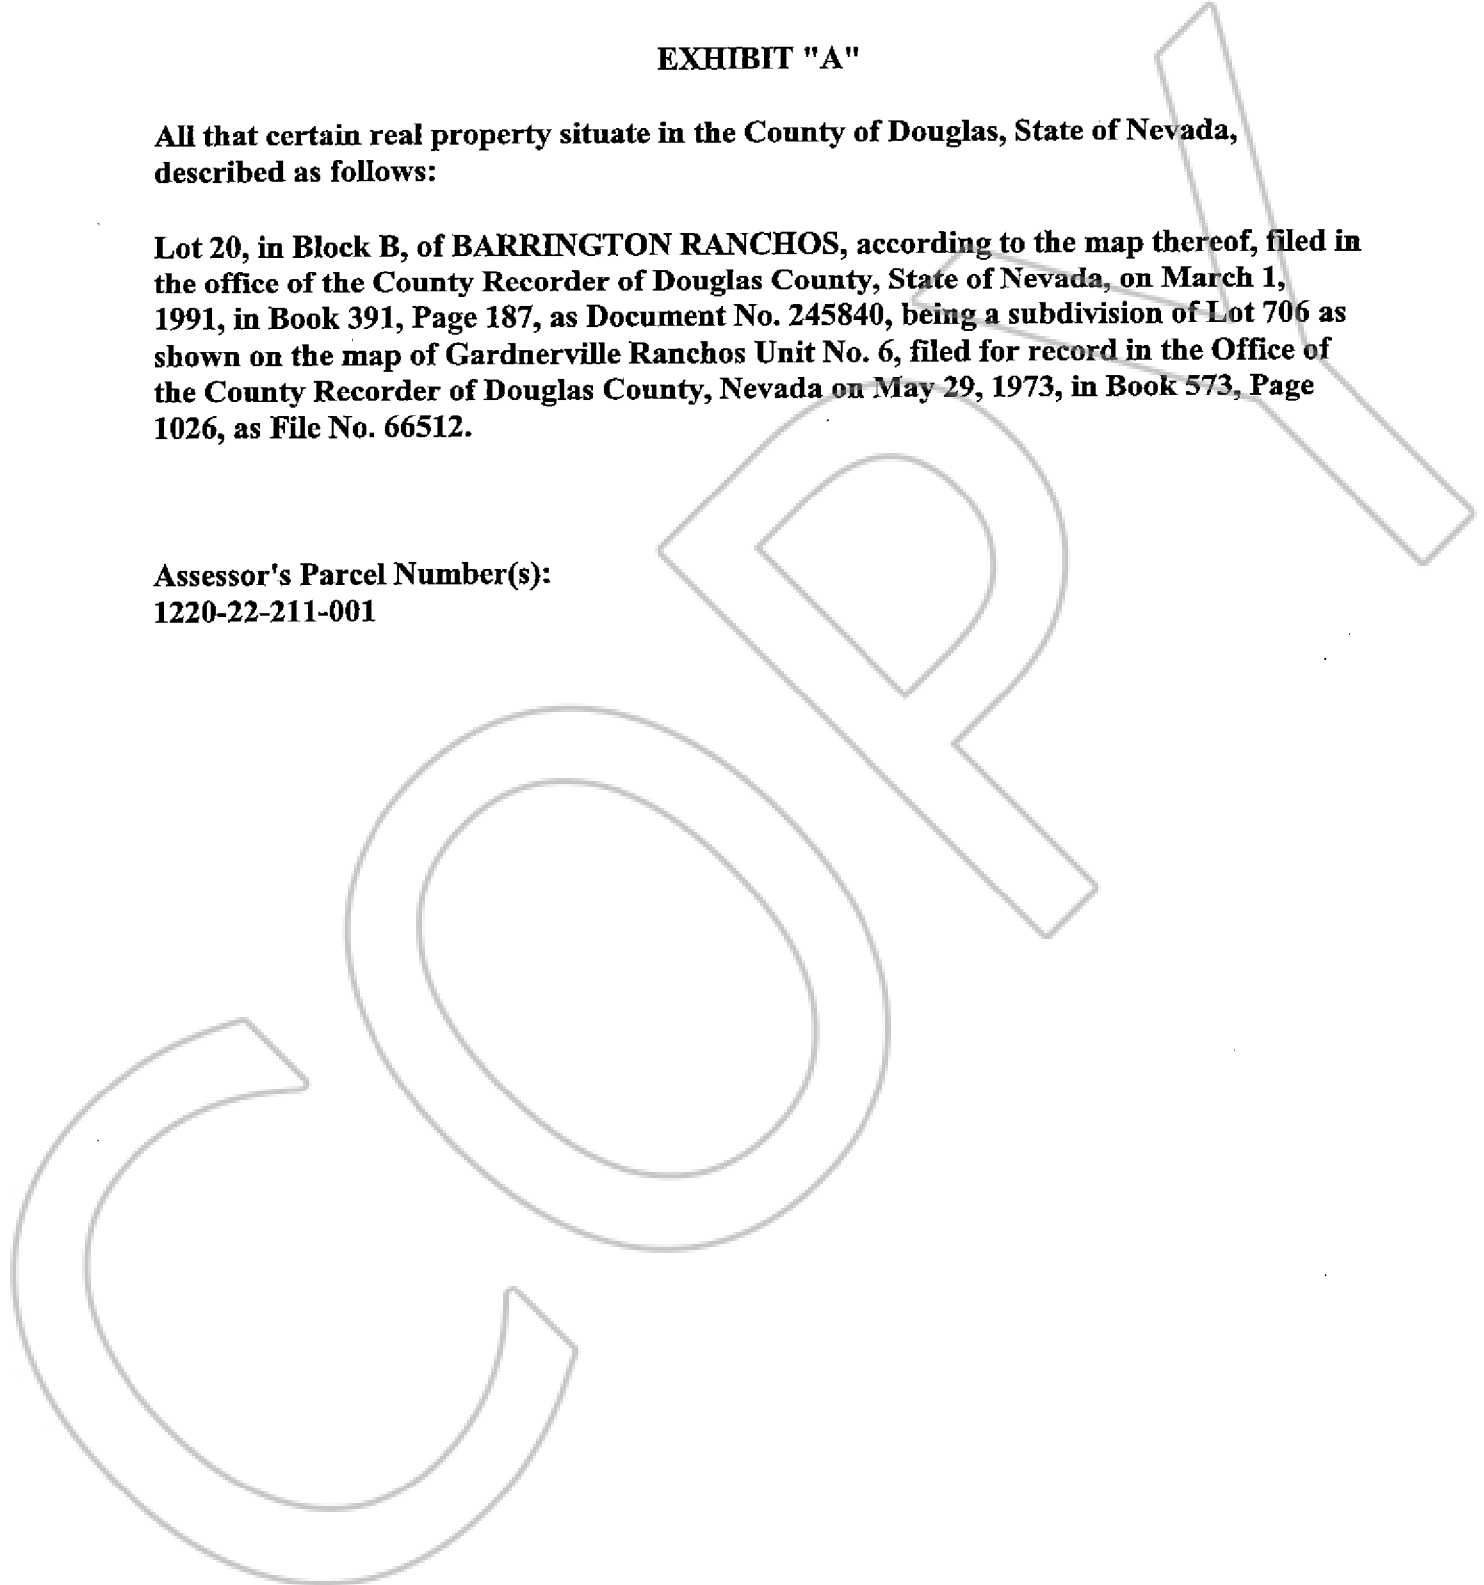 EXHIBIT "A"
All that certain real property situate in the County of Douglas, State of Nevada,
described as follows:
Lot 20, in Block B, of BARRINGTON RANCHOS, according to the map thereof, filed in
the office of the County Recorder of Douglas County, State of Nevada, on March 1,
1991, in Book 391, Page 187, as Document No. 245840, being a subdivision of Lot 706 as
shown on the map of Gardnerville Ranchos Unit No. 6, filed for record in the Office of
the County Recorder of Douglas County, Nevada on May 29, 1973, in Book 573, Page
1026, as File No. 66512.
Assessor's Parcel Number(s):
1220-22-211-001
COPY